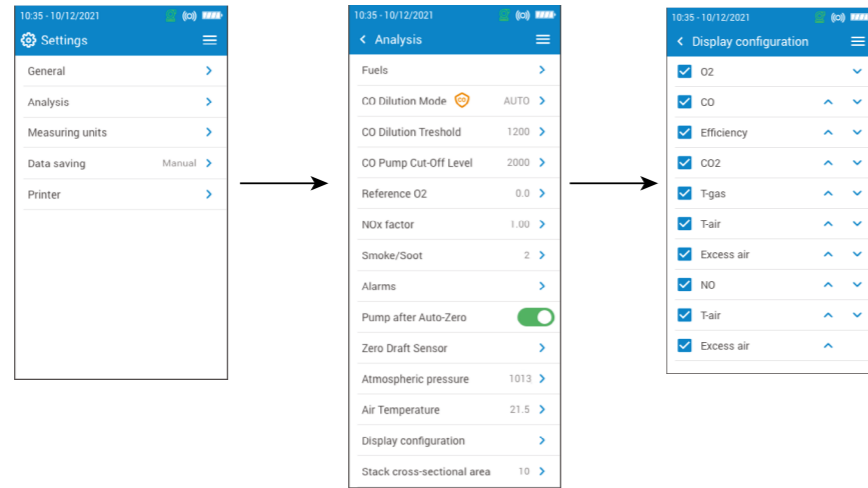 10:35 - 10/12/2021
Settings
General
Analysis
Measuring units
Data saving Manual
Printer
10:35 - 10/12/2021
Analysis
Fuels
CO Dilution Mode CO AUTO
CO Dilution Treshold 1200
CO Pump Cut-Off Level 2000
Reference O2 0.0
NOx factor 1.00
Smoke/Soot 2
Alarms
Pump after Auto-Zero
Zero Draft Sensor
Atmospheric pressure 1013
Air Temperature 21.5
Display configuration
Stack cross-sectional area 10
10:35 - 10/12/2021
Display configuration
O2
CO
Efficiency
CO2
T-gas
T-air
Excess air
NO
T-air
Excess air